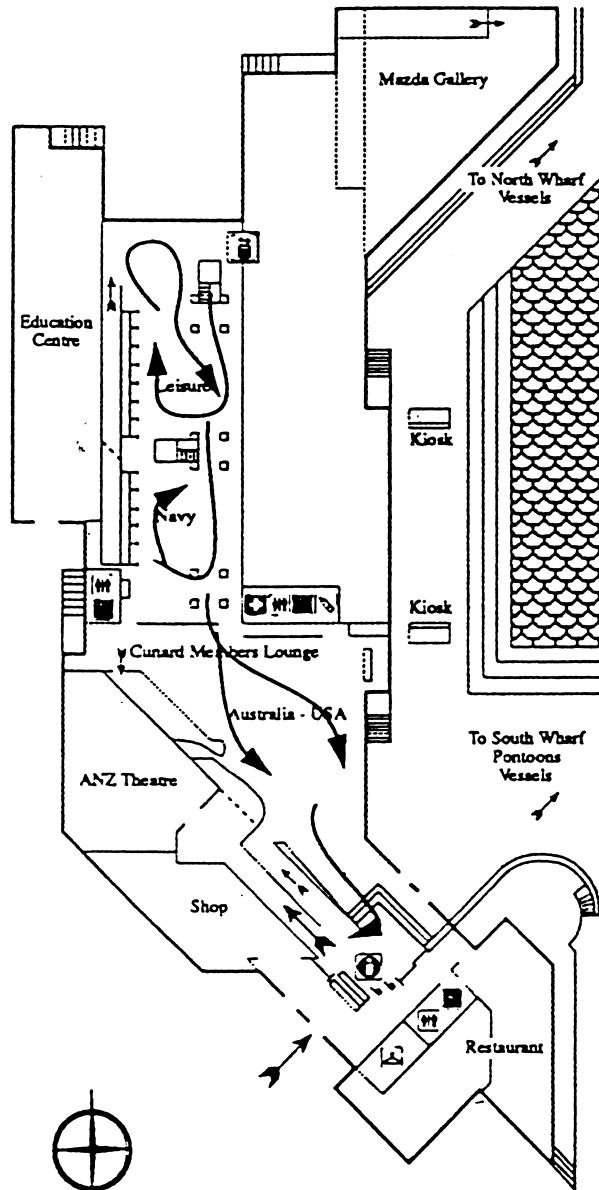 Mazda Gallery
To North Wharf
Vessels
Education
Centre
Leisure
Kiosk
Navy
Kiosk
Cunard Members Lounge
Australia - USA
To South Wharf
Pontoons
Vessels
ANZ Theatre
Shop
Restaurant